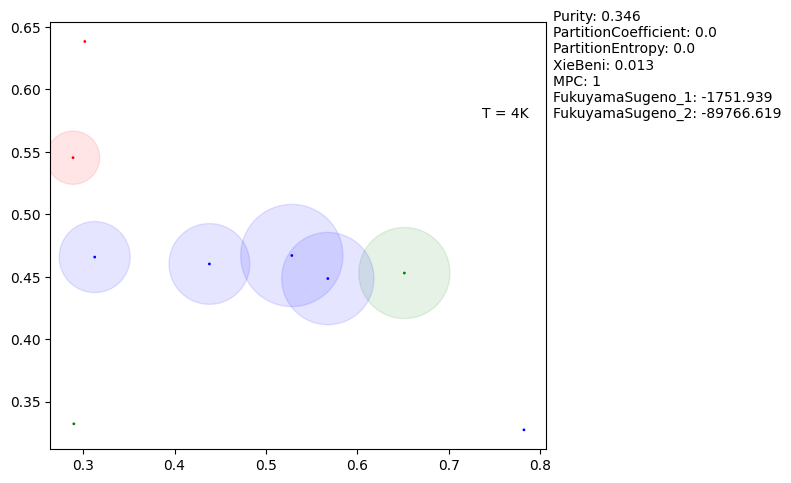 Purity: 0.346
PartitionCoefficient: 0.0
PartitionEntropy: 0.0
XieBeni: 0.013
MPC: 1
FukuyamaSugeno_1: -1751.939
FukuyamaSugeno_2: -89766.619
T = 4K
0.65
0.60
0.55
0.50
0.45
0.40
0.35
0.3 0.4 0.5 0.6 0.7 0.8